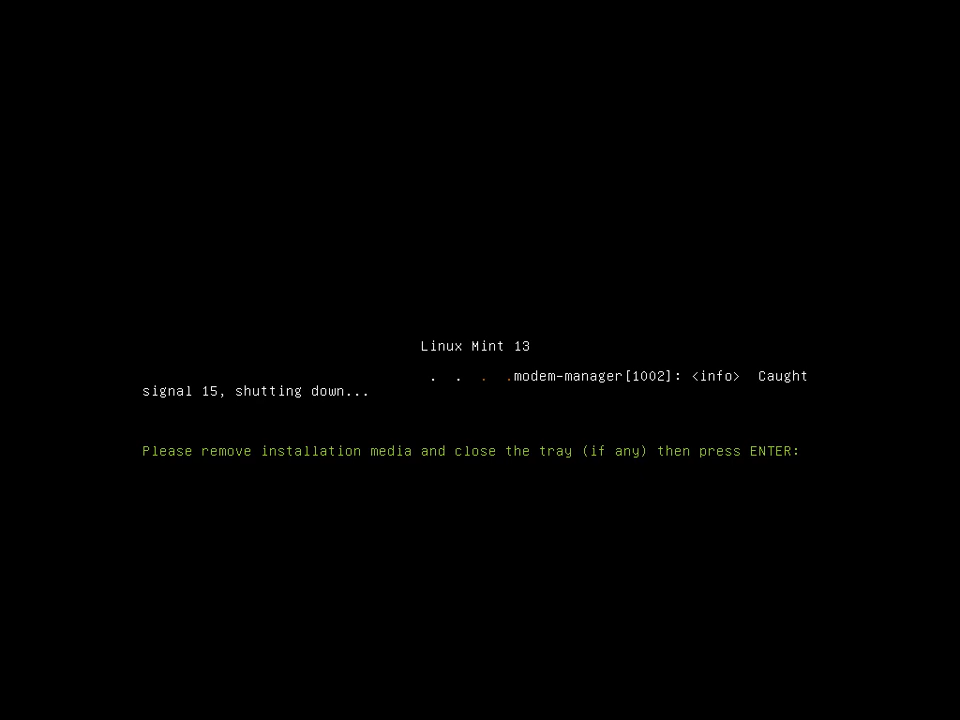 Linux Mint 13
. . . .modem-manager[1002]: <info>  Caught
signal 15, shutting down...
Please remove installation media and close the tray (if any) then press ENTER: